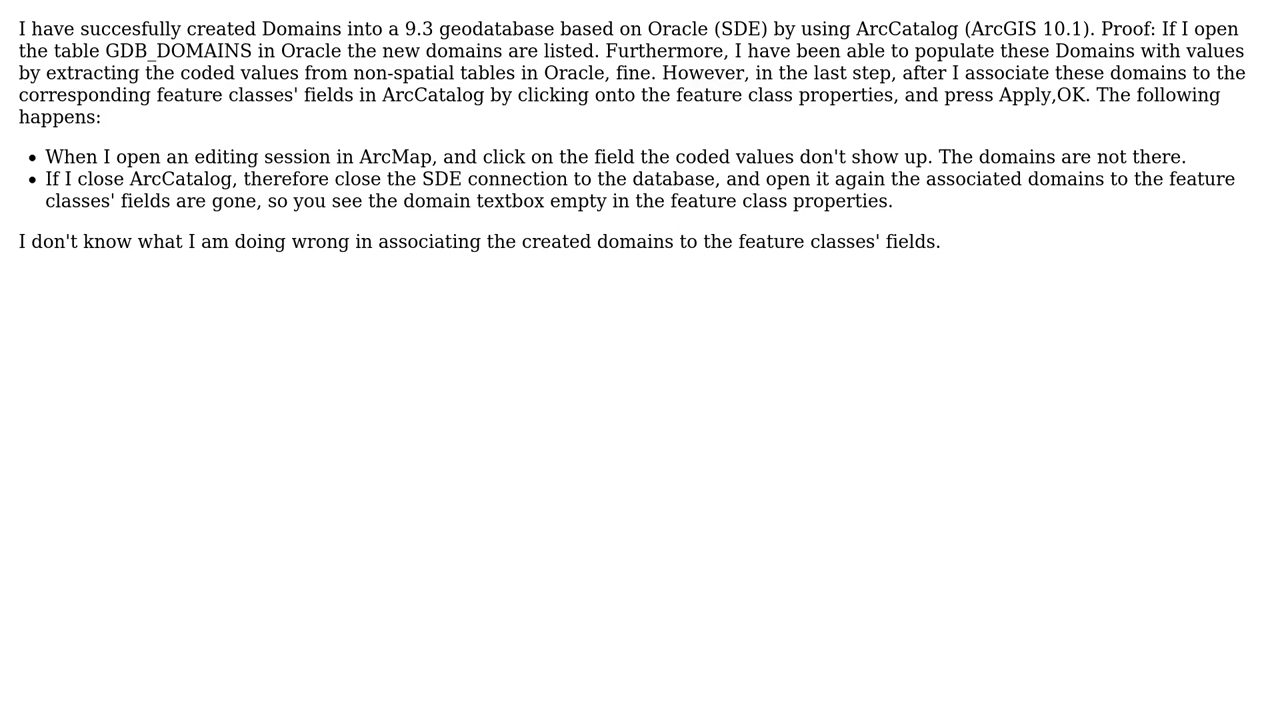 I have succesfully created Domains into a 9.3 geodatabase based on Oracle (SDE) by using ArcCatalog (ArcGIS 10.1). Proof: If I open
the table GDB_DOMAINS in Oracle the new domains are listed. Furthermore, I have been able to populate these Domains with values
by extracting the coded values from non-spatial tables in Oracle, fine. However, in the last step, after I associate these domains to the
corresponding feature classes' fields in ArcCatalog by clicking onto the feature class properties, and press Apply,OK. The following
happens:
• When I open an editing session in ArcMap, and click on the field the coded values don't show up. The domains are not there.
• If I close ArcCatalog, therefore close the SDE connection to the database, and open it again the associated domains to the feature
classes' fields are gone, so you see the domain textbox empty in the feature class properties.
I don't know what I am doing wrong in associating the created domains to the feature classes' fields.